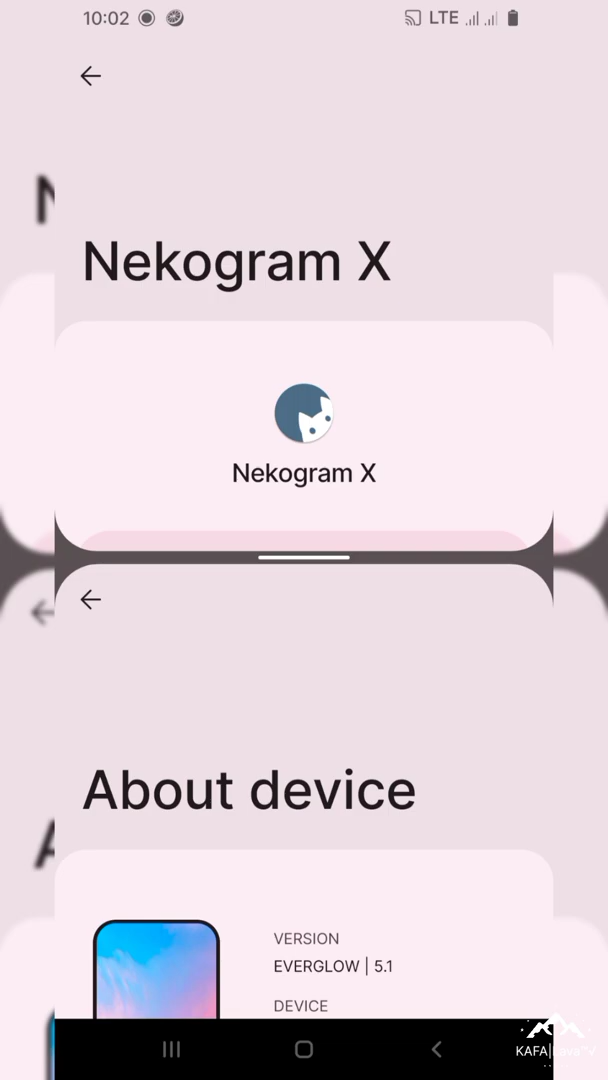 10:02
LTE
Nekogram X
Nekogram X
About device
VERSION
EVERGLOW | 5.1
DEVICE
KAFA|